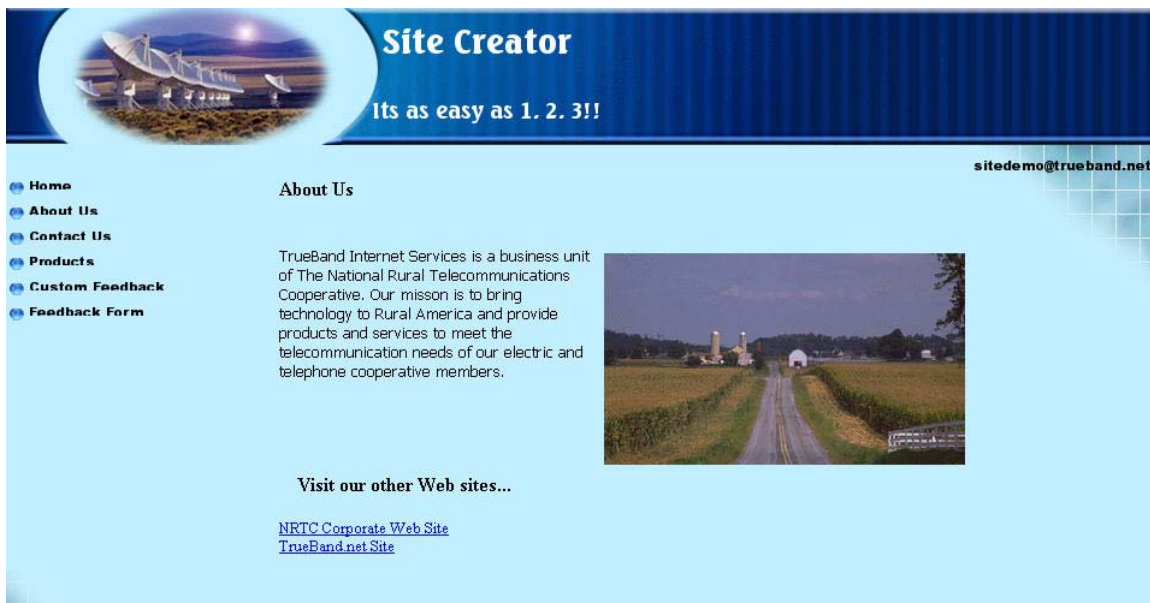 Site Creator
Its as easy as 1. 2. 3!!
sitedemo@trueband.net
Home
About Us
Contact Us
Products
Custom Feedback
Feedback Form
About Us
TrueBand Internet Services is a business unit
of The National Rural Telecommunications
Cooperative. Our misson is to bring
technology to Rural America and provide
products and services to meet the
telecommunication needs of our electric and
telephone cooperative members.
Visit our other Web sites...
NRTC Corporate Web Site
TrueBand.net Site